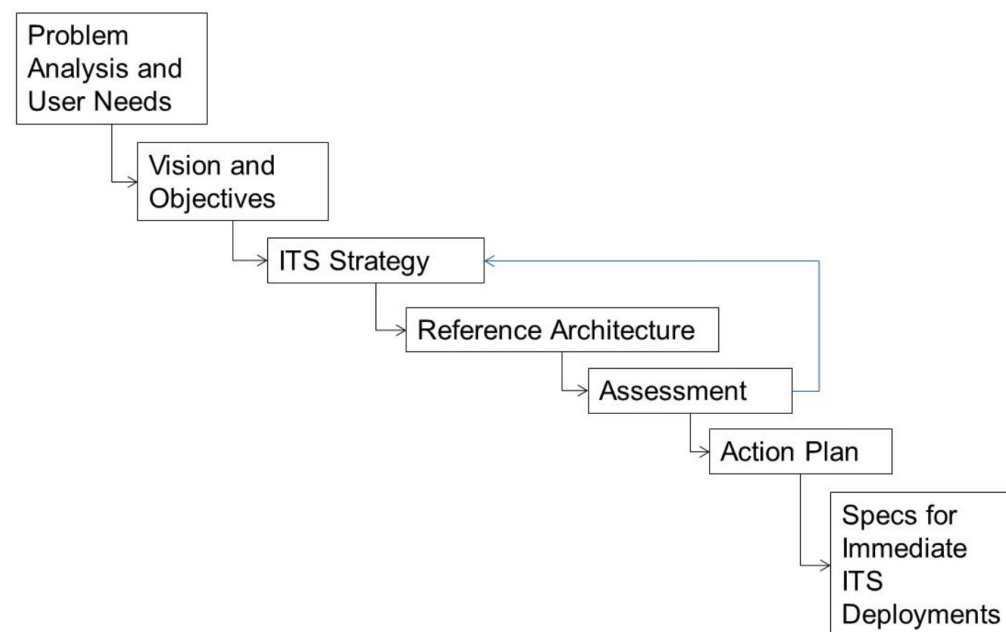 Problem
Analysis and
User Needs
Vision and
Objectives
ITS Strategy
Reference Architecture
Assessment
Action Plan
Specs for
Immediate
ITS
Deployments